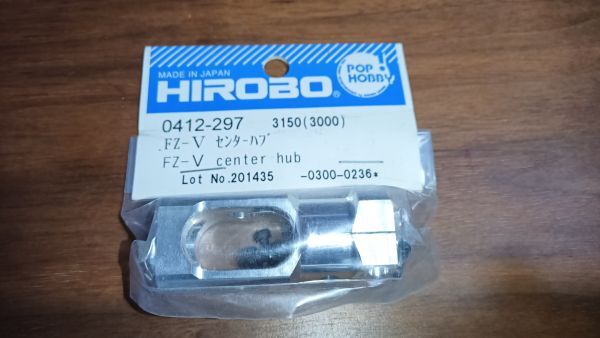 MADE IN JAPAN
HIROBO
POP
HOBBY!
0412-297 3150(3000)
FZ-V ｾﾝﾀｰﾊﾌﾞ
FZ-V center hub
Lot No.201435 -0300-0236*